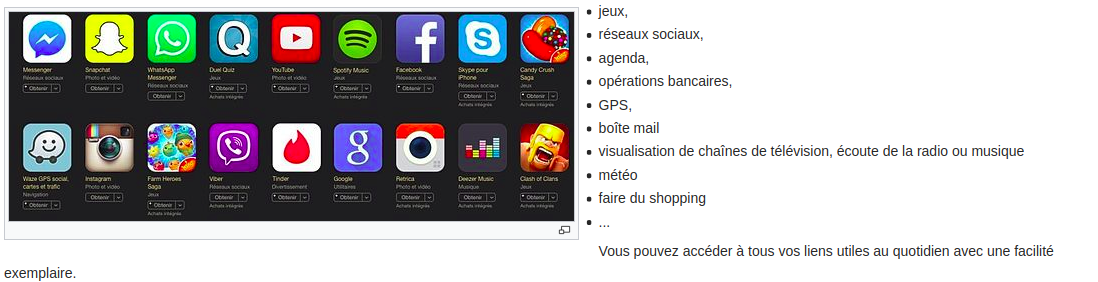 Messenger
Réseaux sociaux
Obtenir
Snapchat
Photo et vidéo
Obtenir
WhatsApp
Messenger
Réseaux sociaux
Obtenir
Duel Quiz
Jeux
Obtenir
Achats intégrés
YouTube
Photo et vidéo
Obtenir
Spotify Music
Jeux
Obtenir
Achats intégrés
Facebook
Réseaux sociaux
Obtenir
Skype pour
iPhone
Réseaux sociaux
Obtenir
Achats intégrés
Candy Crush
Saga
Jeux
Obtenir
Achats intégrés
Waze GPS social,
cartes et trafic
Navigation
Obtenir
Instagram
Photo et vidéo
Obtenir
Farm Heroes
Saga
Jeux
Obtenir
Achats intégrés
Viber
Réseaux sociaux
Obtenir
Achats intégrés
Tinder
Divertissement
Obtenir
Achats intégrés
Google
Utilitaires
Obtenir
Retrica
Photo et vidéo
Obtenir
Achats intégrés
Deezer Music
Musique
Obtenir
Achats intégrés
Clash of Clans
Jeux
Obtenir
Achats intégrés
• jeux,
• réseaux sociaux,
• agenda,
• opérations bancaires,
• GPS,
• boîte mail
• visualisation de chaînes de télévision, écoute de la radio ou musique
• météo
• faire du shopping
• ...
Vous pouvez accéder à tous vos liens utiles au quotidien avec une facilité
exemplaire.